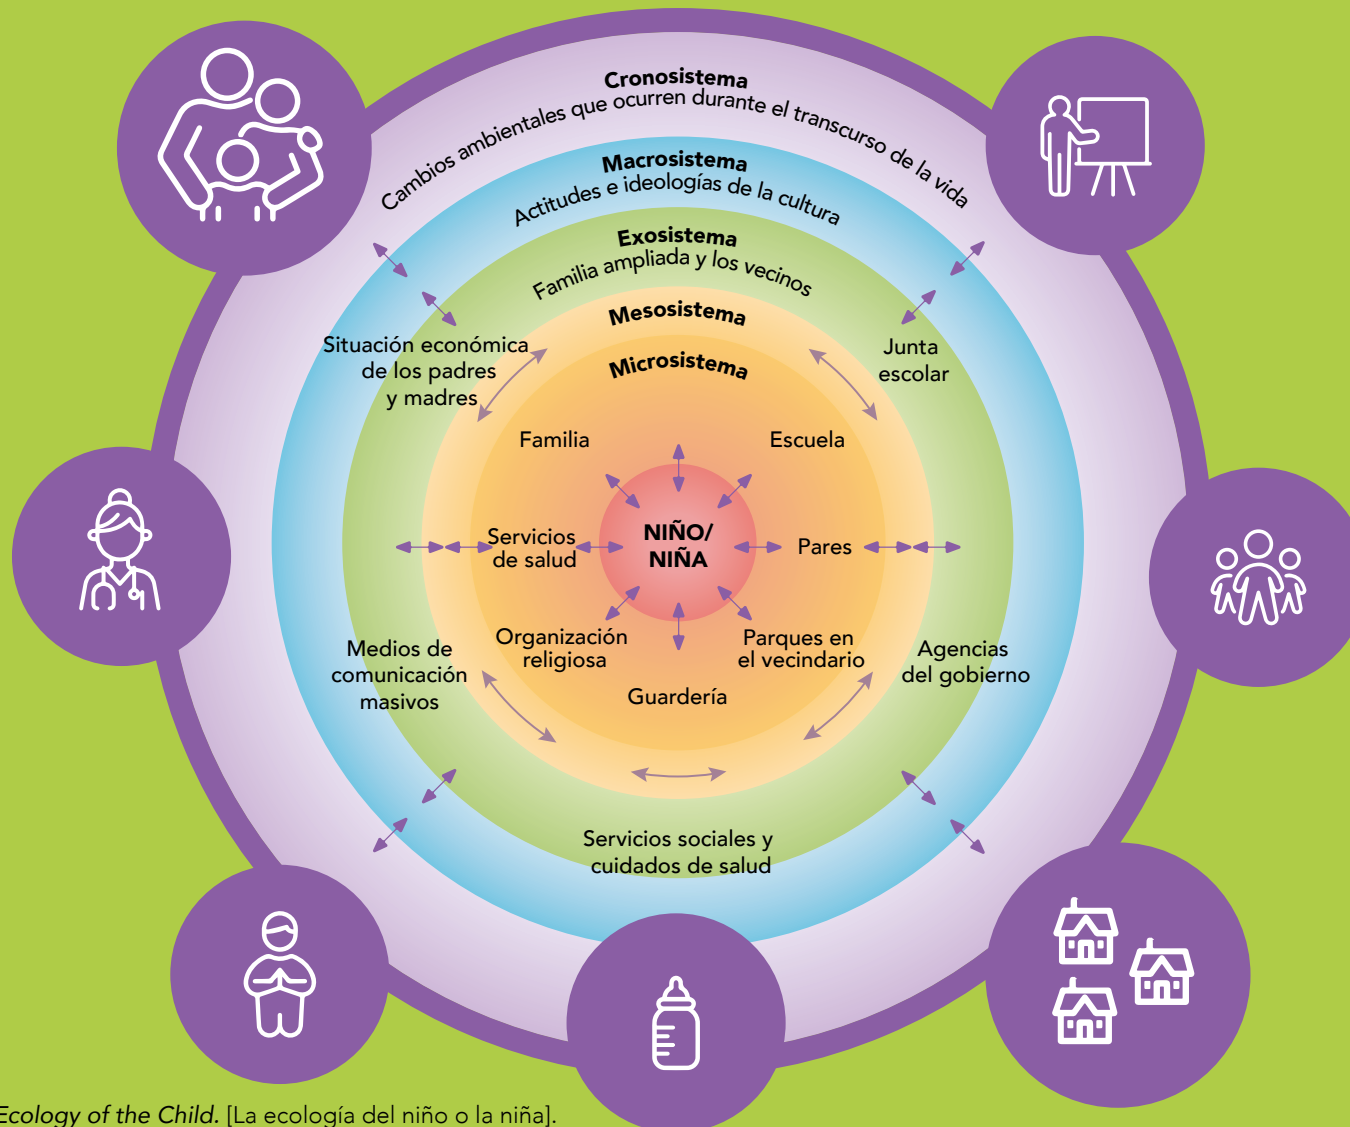 Cronosistema
Cambios ambientales que ocurren durante el transcurso de la vida
Macrosistema
Actitudes e ideologías de la cultura
Exosistema
Familia ampliada y los vecinos
Mesosistema
Microsistema
Situación económica
de los padres
y madres
Junta
escolar
Familia
Escuela
Servicios
de salud
NIÑO/
NIÑA
Pares
Organización
religiosa
Parques en
el vecindario
Guardería
Medios de
comunicación
masivos
Agencias
del gobierno
Servicios sociales y
cuidados de salud
Ecology of the Child. [La ecología del niño o la niña].